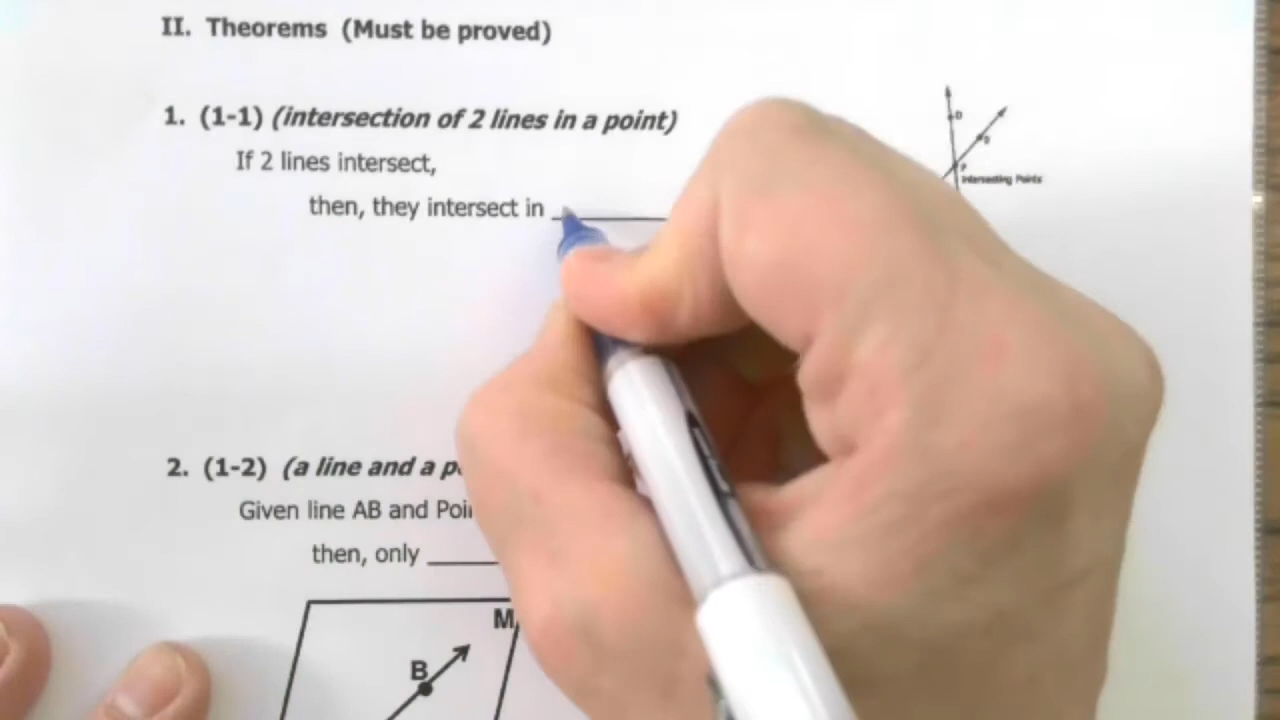 II. Theorems (Must be proved)
1. (1-1) (intersection of 2 lines in a point)
If 2 lines intersect,
then, they intersect in
Intersecting Points
2. (1-2) (a line and a
Given line AB and
then, only
M
B